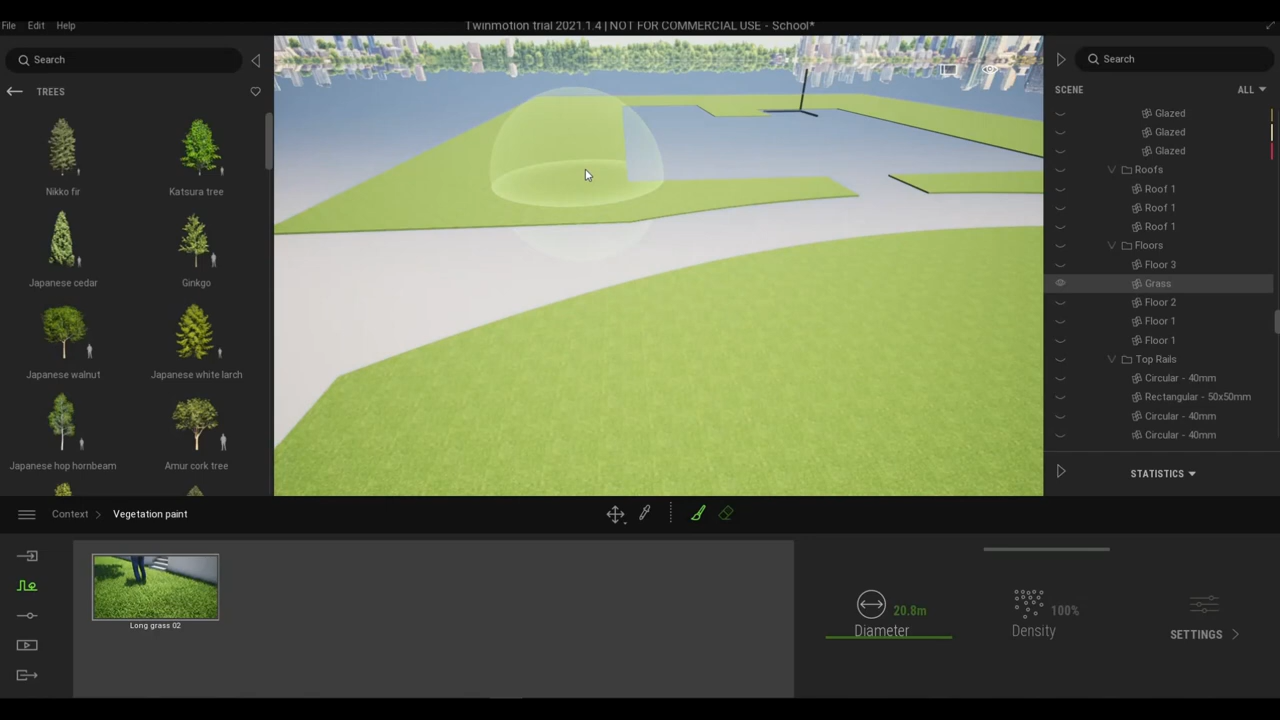 File Edit Help
Twinmotion trial 2021.1.4 | NOT FOR COMMERCIAL USE - School*
Search
TREES
Nikko fir
Katsura tree
Japanese cedar
Ginkgo
Japanese walnut
Japanese white larch
Japanese hop hornbeam
Amur cork tree
Search
SCENE
ALL
Glazed
Glazed
Glazed
Roofs
Roof 1
Roof 1
Roof 1
Floors
Floor 3
Grass
Floor 2
Floor 1
Floor 1
Top Rails
Circular - 40mm
Rectangular - 50x50mm
Circular - 40mm
Circular - 40mm
STATISTICS
Context > Vegetation paint
Long grass 02
20.8m
Diameter
100%
Density
SETTINGS